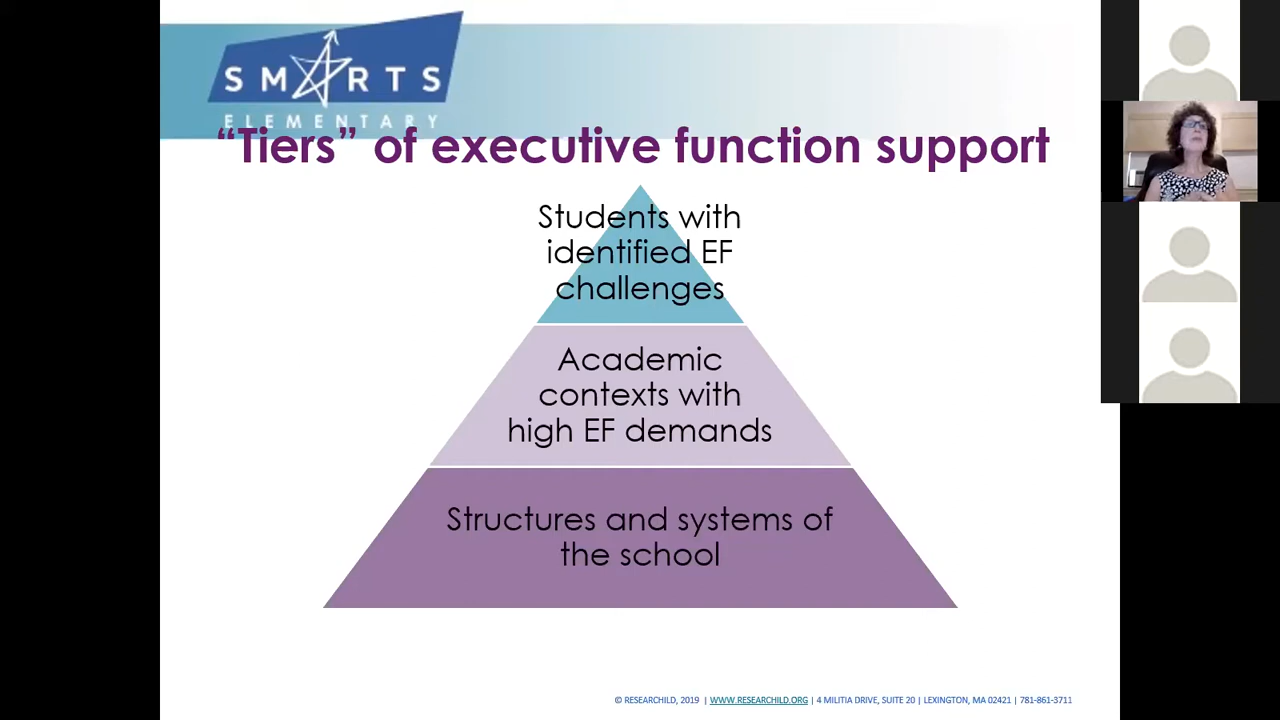 SMARTS
ELEMENTARY
“Tiers” of executive function support
Students with
identified EF
challenges
Academic
contexts with
high EF demands
Structures and systems of
the school
© RESEARCHILD, 2019 | WWW.RESEARCHILD.ORG | 4 MILITIA DRIVE, SUITE 20 | LEXINGTON, MA 02421 | 781-861-3711